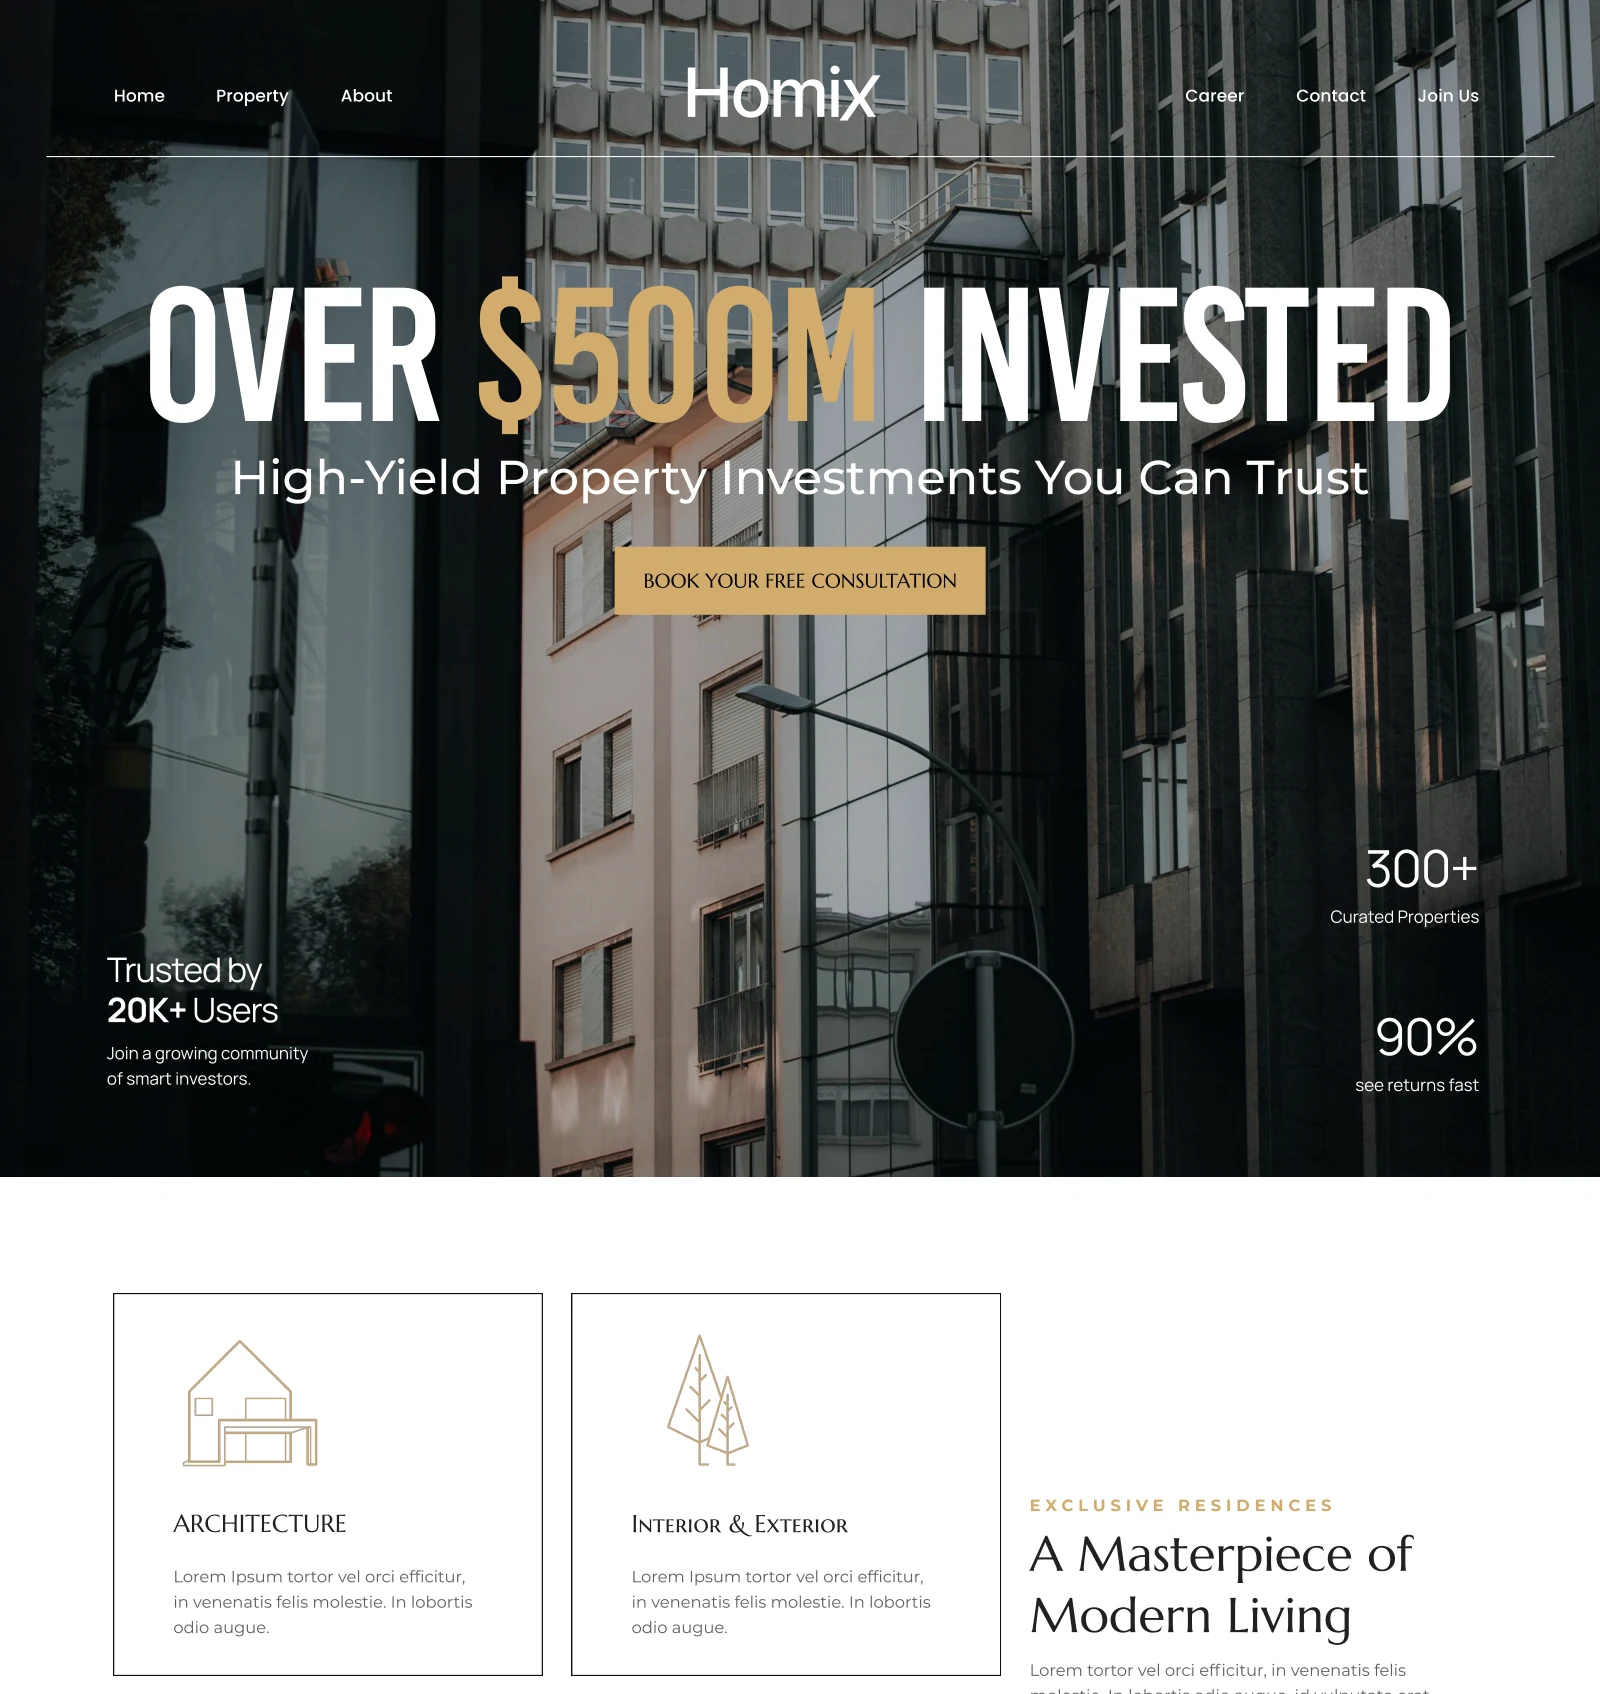 Home Property About Homix Career Contact Join Us
OVER $500M INVESTED
High-Yield Property Investments You Can Trust
BOOK YOUR FREE CONSULTATION
300+
Curated Properties
Trusted by
20K+ Users
Join a growing community
of smart investors.
90%
see returns fast
ARCHITECTURE
Lorem Ipsum tortor vel orci efficitur,
in venenatis felis molestie. In lobortis
odio augue.
Interior & Exterior
Lorem Ipsum tortor vel orci efficitur,
in venenatis felis molestie. In lobortis
odio augue.
EXCLUSIVE RESIDENCES
A Masterpiece of
Modern Living
Lorem tortor vel orci efficitur, in venenatis felis